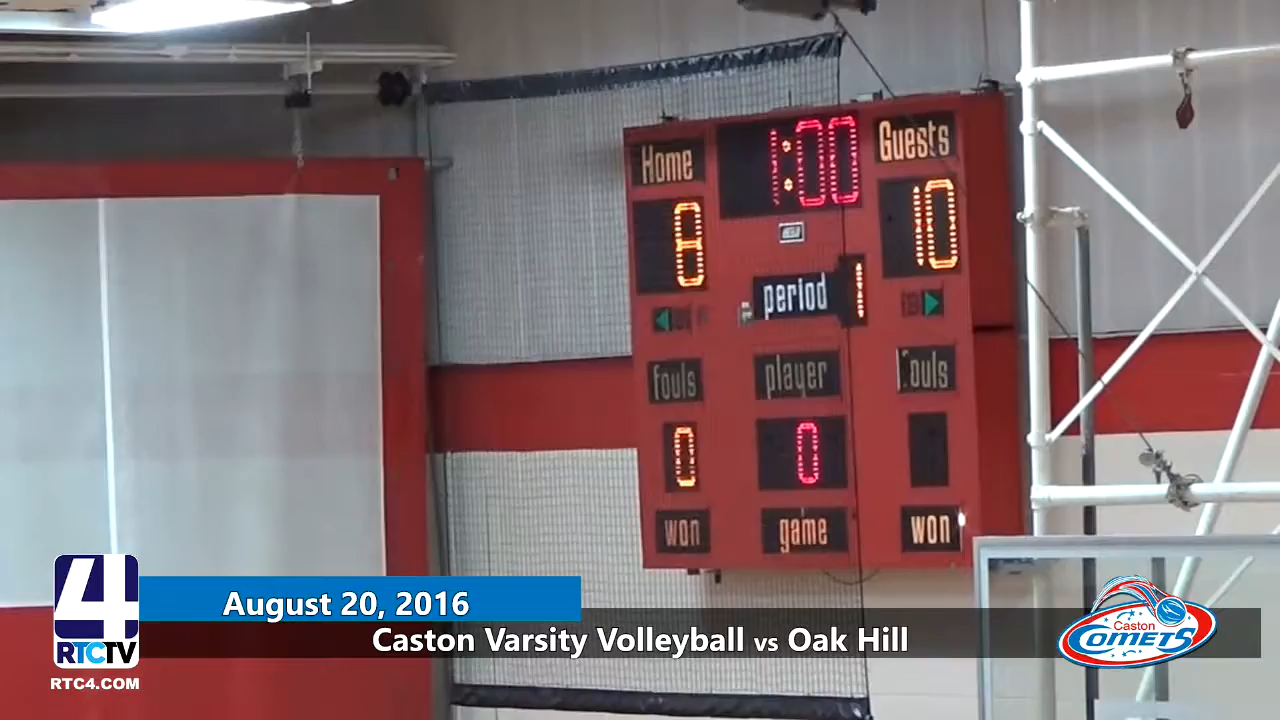 Home
1:00
Guests
8
10
period
1
fouls
player
fouls
0
0
won
game
won
4
RTCTV
RTC4.COM
August 20, 2016
Caston Varsity Volleyball vs Oak Hill
Caston
COMETS